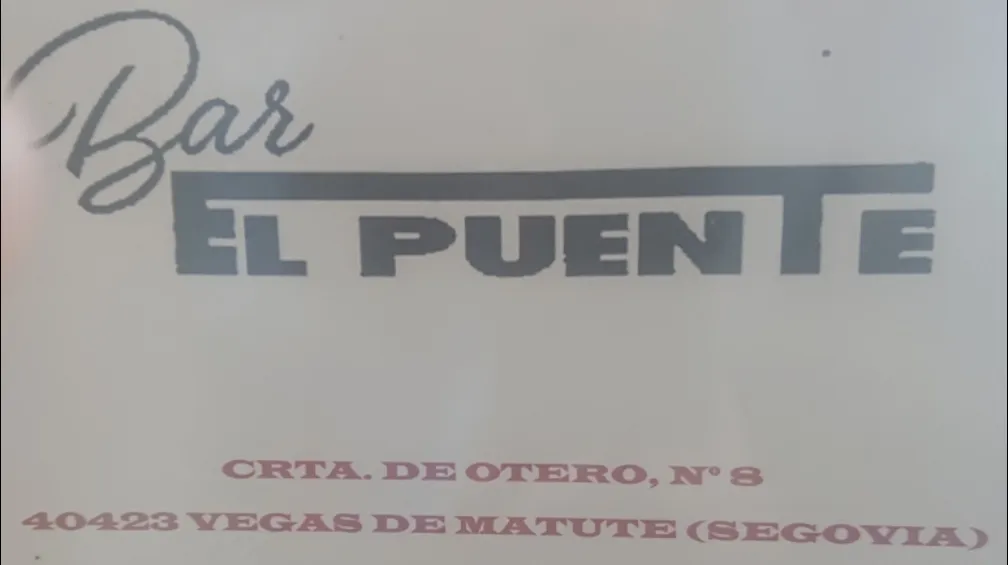 Bar
EL PUENTE
CRTA. DE OTERO, Nº 8
40423 VEGAS DE MATUTE (SEGOVIA)